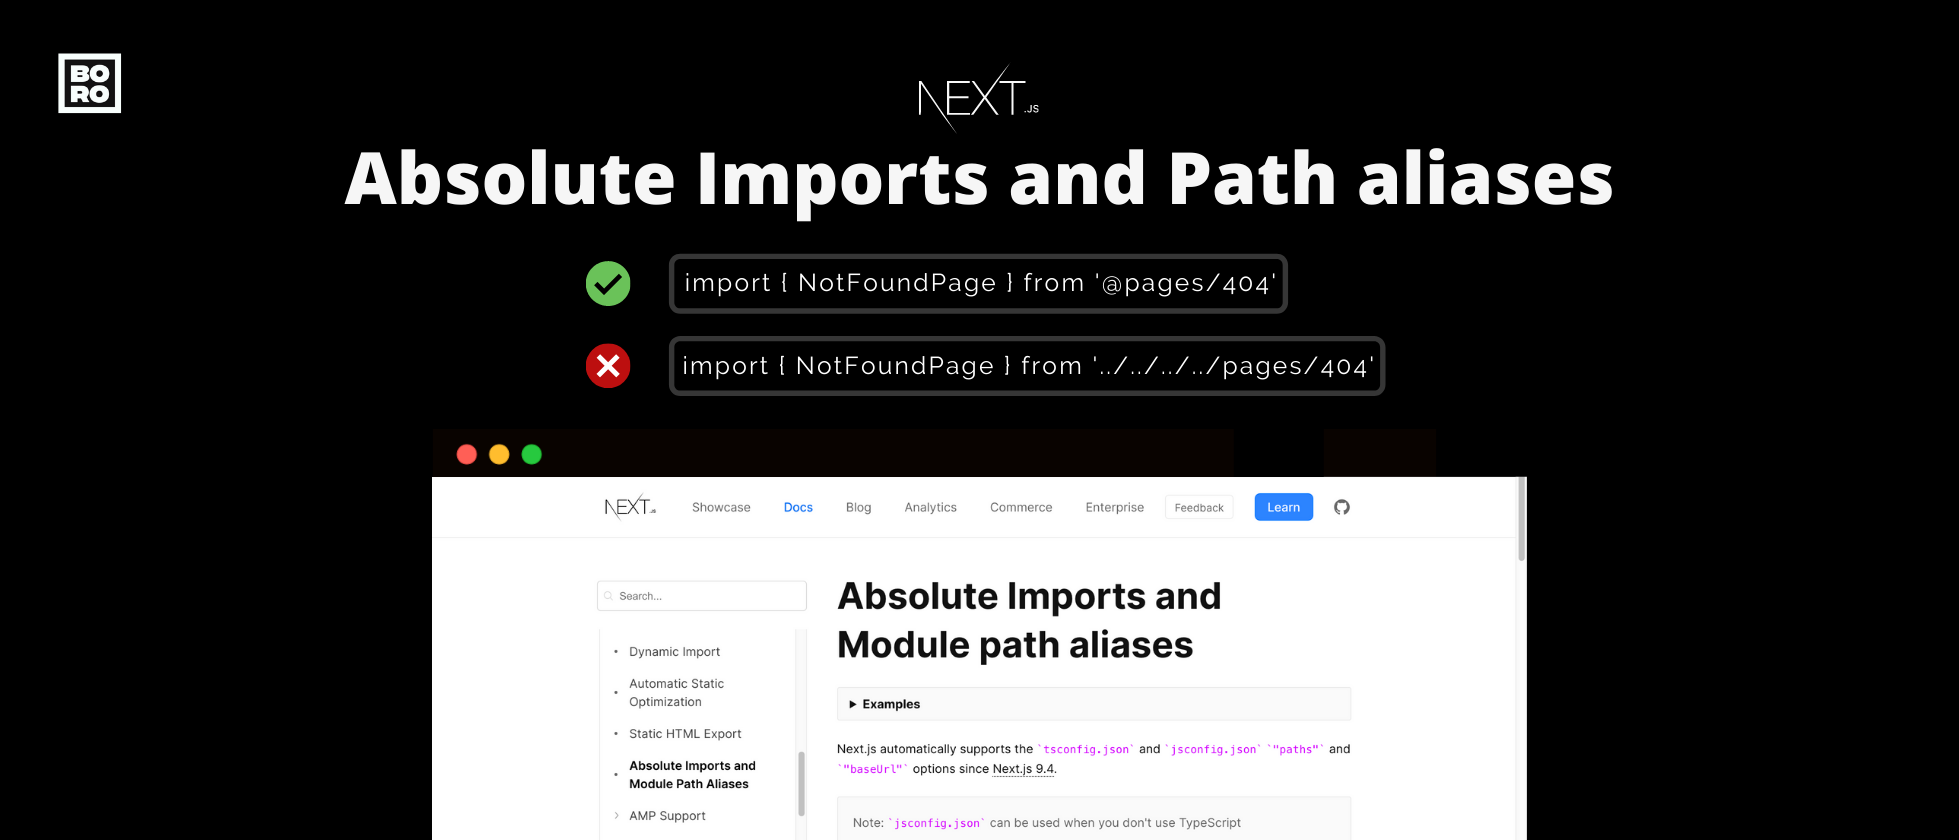 BO
RO
NEXT.JS
Absolute Imports and Path aliases
import { NotFoundPage } from '@pages/404'
import { NotFoundPage } from '../../../../pages/404'
NEXT.JS Showcase Docs Blog Analytics Commerce Enterprise Feedback Learn
Search...
Dynamic Import
Automatic Static
Optimization
Static HTML Export
Absolute Imports and
Module Path Aliases
AMP Support
Absolute Imports and
Module path aliases
Examples
Next.js automatically supports the `tsconfig.json` and `jsconfig.json` `"paths"` and
`"baseUrl"` options since Next.js 9.4.
Note: `jsconfig.json` can be used when you don't use TypeScript